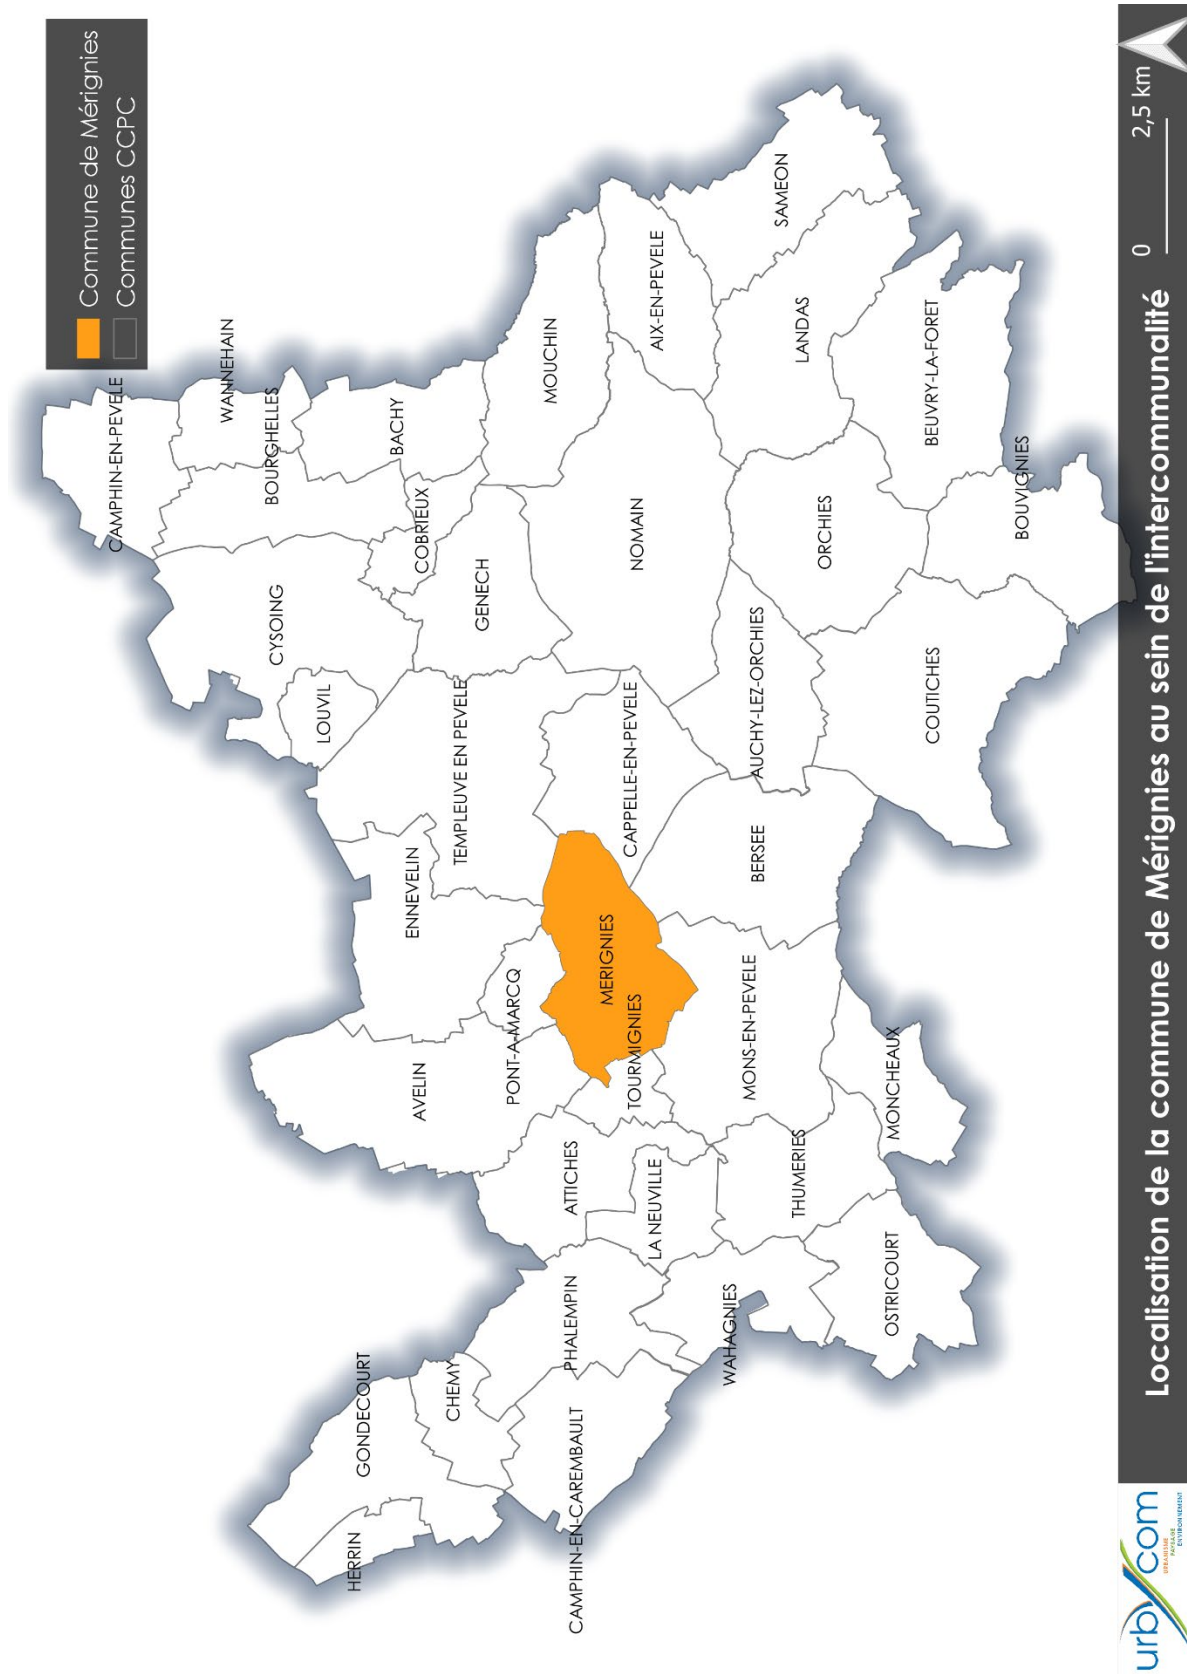 Commune de Mérignies
Communes CCPC
CAMPHIN-EN-PEVELE
WANNEHAIN
BOURGHELLES
CYSOING
LOUVIL
BACHY
COBRIEUX
GENECH
TEMPLEUVE EN PEVELE
ENNEVELIN
AVELIN
PONT-A-MARCQ
GONDECOURT
HERRIN
CHEMY
MOUCHIN
AIX-EN-PEVELE
NOMAIN
CAPPELLE-EN-PEVELE
MERIGNIES
TOURMIGNIES
ATTICHES
LA NEUVILLE
PHALEMPIN
CAMPHIN-EN-CAREMBAULT
SAMEON
LANDAS
ORCHIES
AUCHY-LEZ-ORCHIES
BERSEE
MONS-EN-PEVELE
THUMERIES
WAHAGNIES
BEUVRY-LA-FORET
BOUVIGNIES
COUTICHES
MONCHEAUX
OSTRICOURT
urbycom
URBANISME
PAYSAGE
ENVIRONNEMENT
Localisation de la commune de Mérignies au sein de l'intercommunalité
0 2,5 km